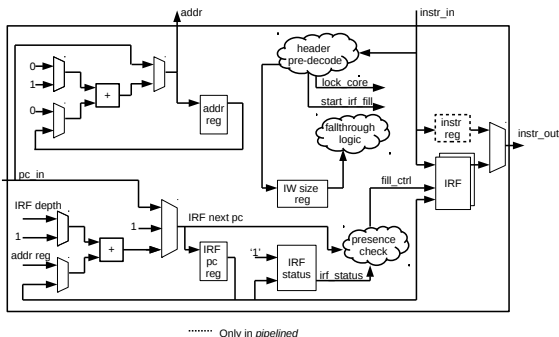 addr
instr_in
header
pre-decode
0
1
+
0
lock_core
start_irf_fill
addr
reg
fallthrough
logic
instr
reg
instr_out
pc_in
IW size
reg
fill_ctrl
IRF
IRF depth
1
IRF next pc
1
+
addr reg
IRF
pc
reg
'1'
IRF
status
irf_status
presence
check
Only in pipelined